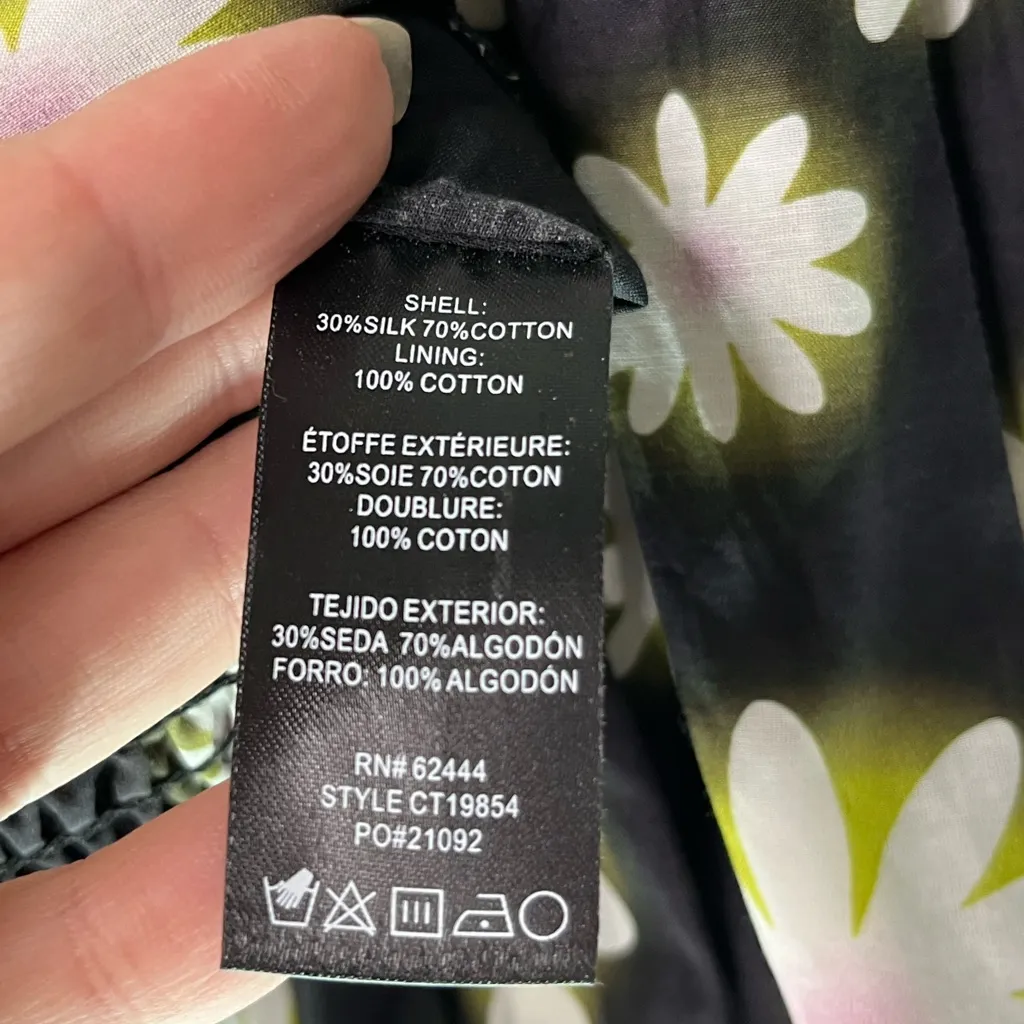 SHELL:
30%SILK 70%COTTON
LINING:
100% COTTON
ÉTOFFE EXTÉRIEURE:
30%SOIE 70%COTON
DOUBLURE:
100% COTON
TEJIDO EXTERIOR:
30%SEDA 70%ALGODÓN
FORRO: 100% ALGODÓN
RN# 62444
STYLE CT19854
PO#21092